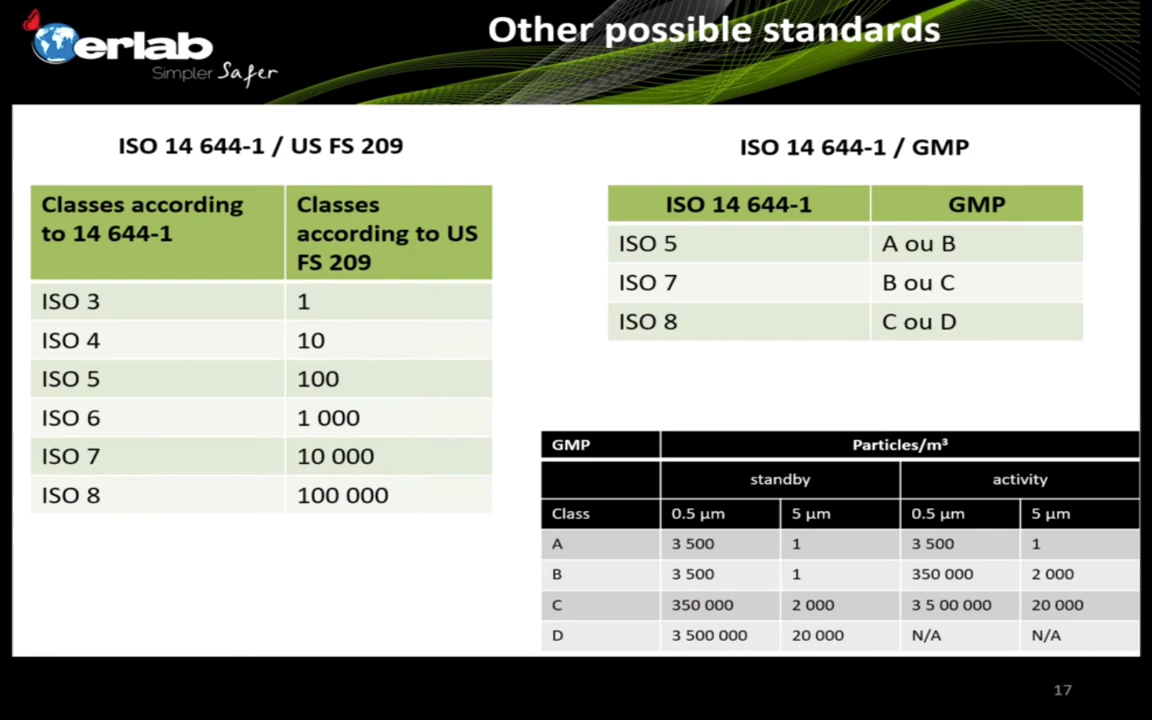 Other possible standards
erlab
Simpler Safer
ISO 14 644-1 / US FS 209
Classes according to 14 644-1 Classes according to US FS 209
ISO 3 1
ISO 4 10
ISO 5 100
ISO 6 1 000
ISO 7 10 000
ISO 8 100 000
ISO 14 644-1 / GMP
ISO 14 644-1 GMP
ISO 5 A ou B
ISO 7 B ou C
ISO 8 C ou D
GMP Particles/m³
standby activity
Class 0.5 µm 5 µm 0.5 µm 5 µm
A 3 500 1 3 500 1
B 3 500 1 350 000 2 000
C 350 000 2 000 3 5 00 000 20 000
D 3 500 000 20 000 N/A N/A
17